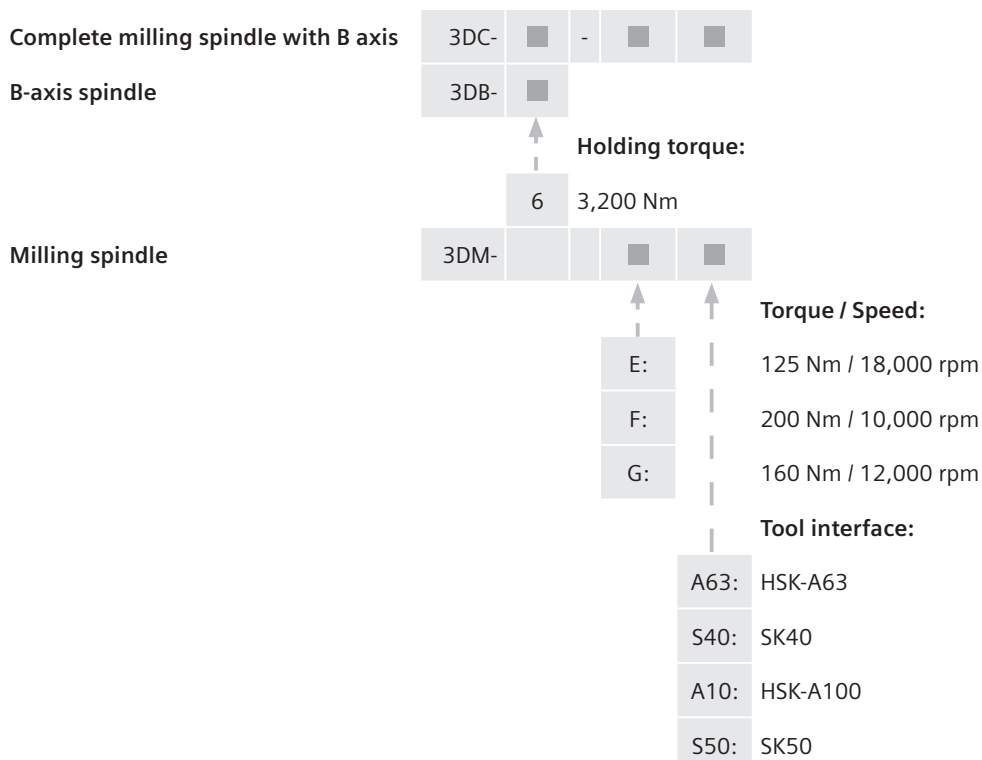 Complete milling spindle with B axis 3DC- -
B-axis spindle 3DB-
Holding torque:
6 3,200 Nm
Milling spindle 3DM-
Torque / Speed:
E: 125 Nm / 18,000 rpm
F: 200 Nm / 10,000 rpm
G: 160 Nm / 12,000 rpm
Tool interface:
A63: HSK-A63
S40: SK40
A10: HSK-A100
S50: SK50